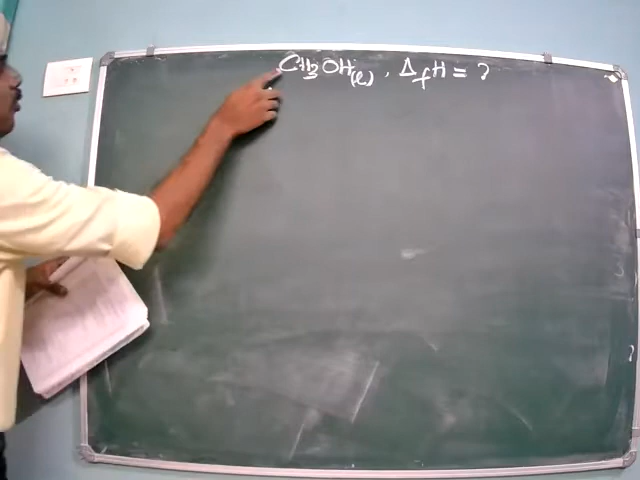 CH3OH(l), ΔfH = ?